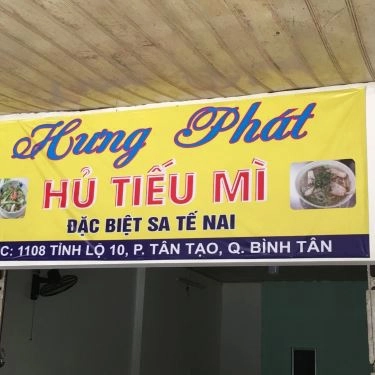 Hưng Phát
HỦ TIẾU MÌ
ĐẶC BIỆT SA TẾ NAI
C: 1108 TỈNH LỘ 10, P. TÂN TẠO, Q. BÌNH TÂN